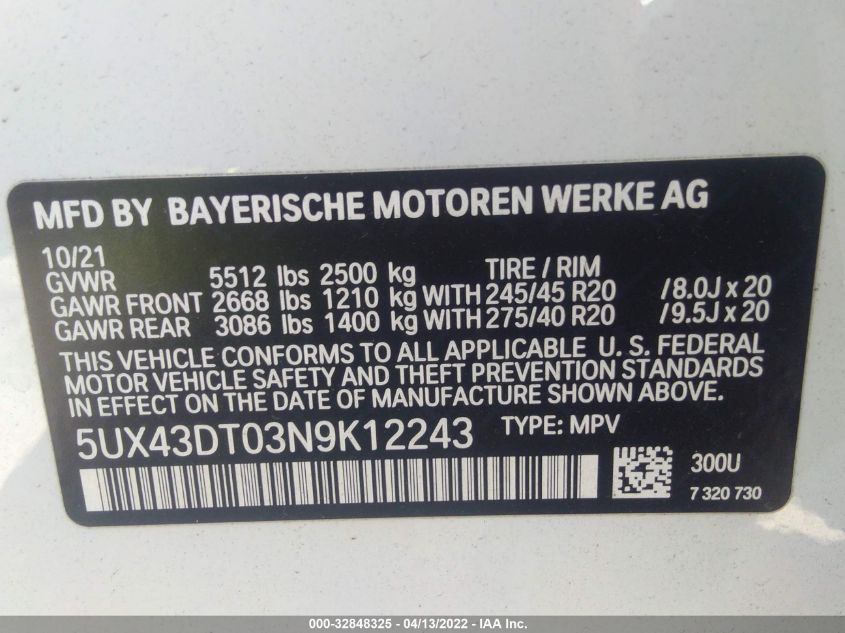 MFD BY BAYERISCHE MOTOREN WERKE AG
10/21
GVWR 5512 lbs 2500 kg TIRE / RIM
GAWR FRONT 2668 lbs 1210 kg WITH 245/45 R20 /8.0J x 20
GAWR REAR 3086 lbs 1400 kg WITH 275/40 R20 /9.5J x 20
THIS VEHICLE CONFORMS TO ALL APPLICABLE U. S. FEDERAL
MOTOR VEHICLE SAFETY AND THEFT PREVENTION STANDARDS
IN EFFECT ON THE DATE OF MANUFACTURE SHOWN ABOVE.
5UX43DT03N9K12243 TYPE: MPV
300U
7 320 730
000-32848325 - 04/13/2022 - IAA Inc.